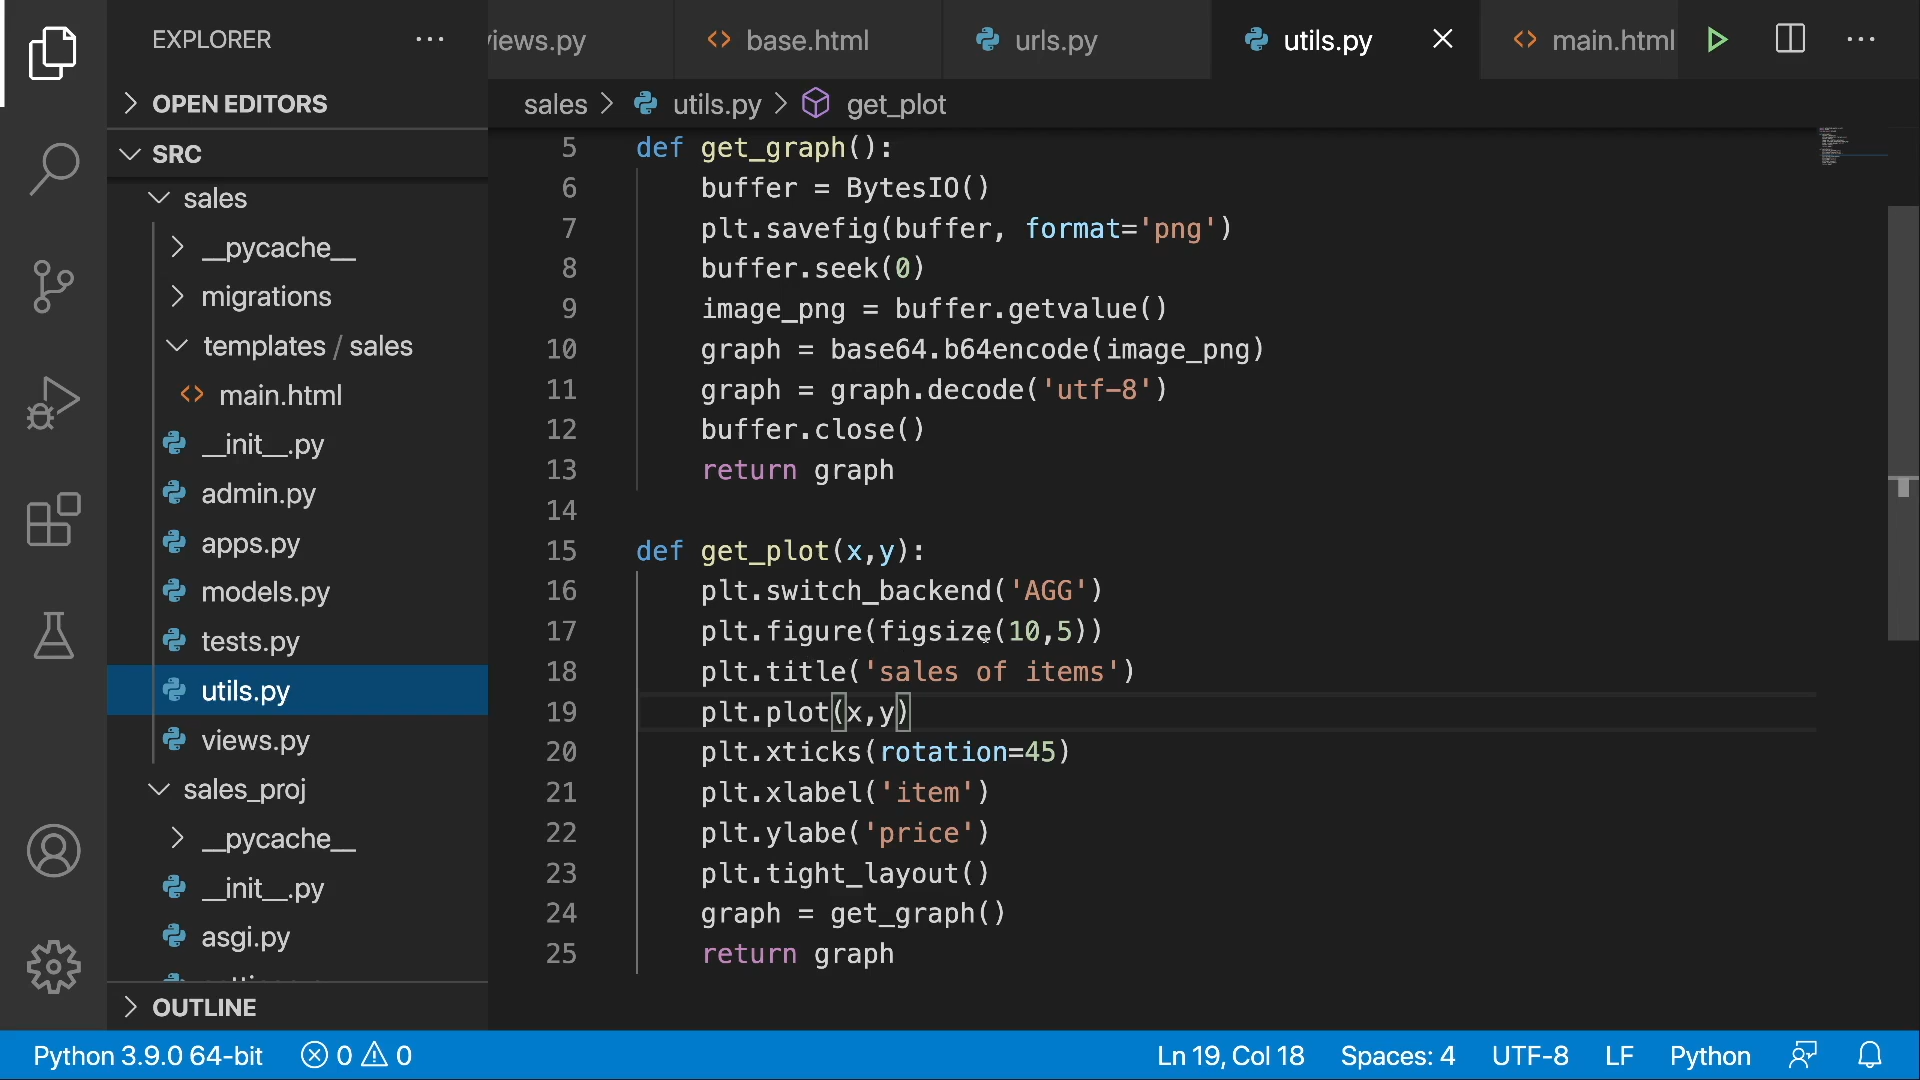 EXPLORER
OPEN EDITORS
SRC
sales
__pycache__
migrations
templates / sales
main.html
__init__.py
admin.py
apps.py
models.py
tests.py
utils.py
views.py
sales_proj
__pycache__
__init__.py
asgi.py
OUTLINE
iews.py
base.html
urls.py
utils.py
main.html
sales > utils.py > get_plot
5 def get_graph():
6 buffer = BytesIO()
7 plt.savefig(buffer, format='png')
8 buffer.seek(0)
9 image_png = buffer.getvalue()
10 graph = base64.b64encode(image_png)
11 graph = graph.decode('utf-8')
12 buffer.close()
13 return graph
14
15 def get_plot(x,y):
16 plt.switch_backend('AGG')
17 plt.figure(figsize(10,5))
18 plt.title('sales of items')
19 plt.plot(x,y)
20 plt.xticks(rotation=45)
21 plt.xlabel('item')
22 plt.ylabe('price')
23 plt.tight_layout()
24 graph = get_graph()
25 return graph
Python 3.9.0 64-bit 0 0 Ln 19, Col 18 Spaces: 4 UTF-8 LF Python